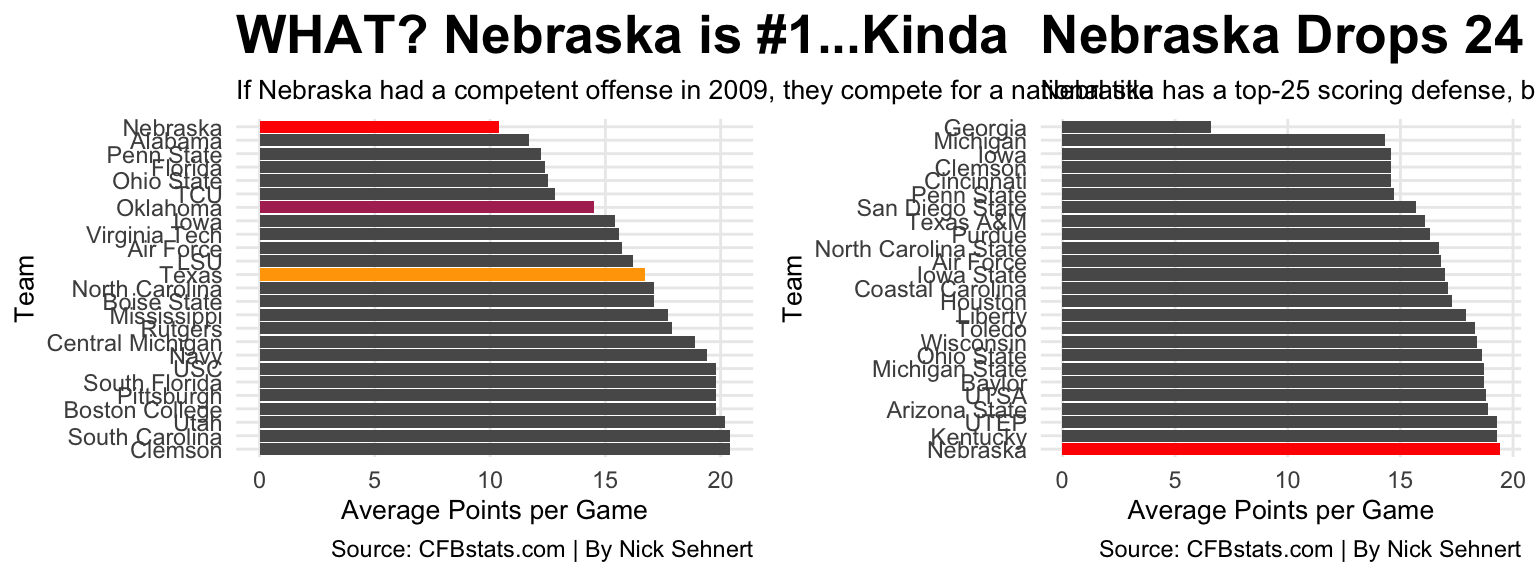 WHAT? Nebraska is #1...Kinda
If Nebraska had a competent offense in 2009, they compete for a national title
Nebraska
Alabama
Penn State
Florida
Ohio State
TCU
Oklahoma
Iowa
Virginia Tech
Air Force
LSU
Texas
North Carolina
Boise State
Mississippi
Rutgers
Central Michigan
Navy
USC
South Florida
Pittsburgh
Boston College
Utah
South Carolina
Clemson
Team
0 5 10 15 20
Average Points per Game
Source: CFBstats.com | By Nick Sehnert
Nebraska Drops 24
Nebraska has a top-25 scoring defense, b
Georgia
Michigan
Iowa
Clemson
Cincinnati
Penn State
San Diego State
Texas A&M
Purdue
North Carolina State
Air Force
Iowa State
Coastal Carolina
Houston
Liberty
Toledo
Wisconsin
Ohio State
Michigan State
Baylor
UTSA
Arizona State
UTEP
Kentucky
Nebraska
Team
0 5 10 15 20
Average Points per Game
Source: CFBstats.com | By Nick Sehnert